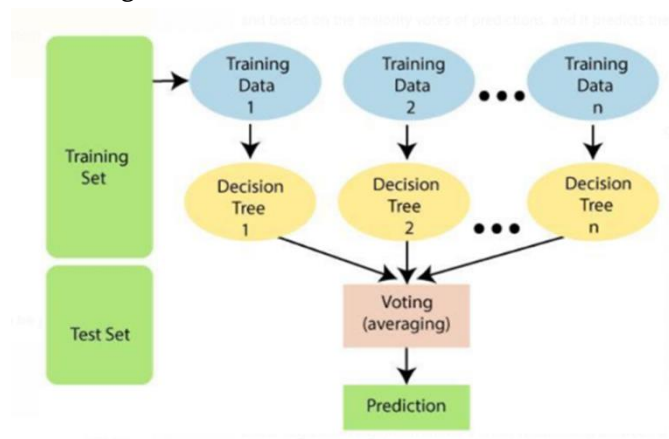 Training
Set
Test Set
Training
Data
1
Training
Data
2
Training
Data
n
Decision
Tree
1
Decision
Tree
2
Decision
Tree
n
Voting
(averaging)
Prediction